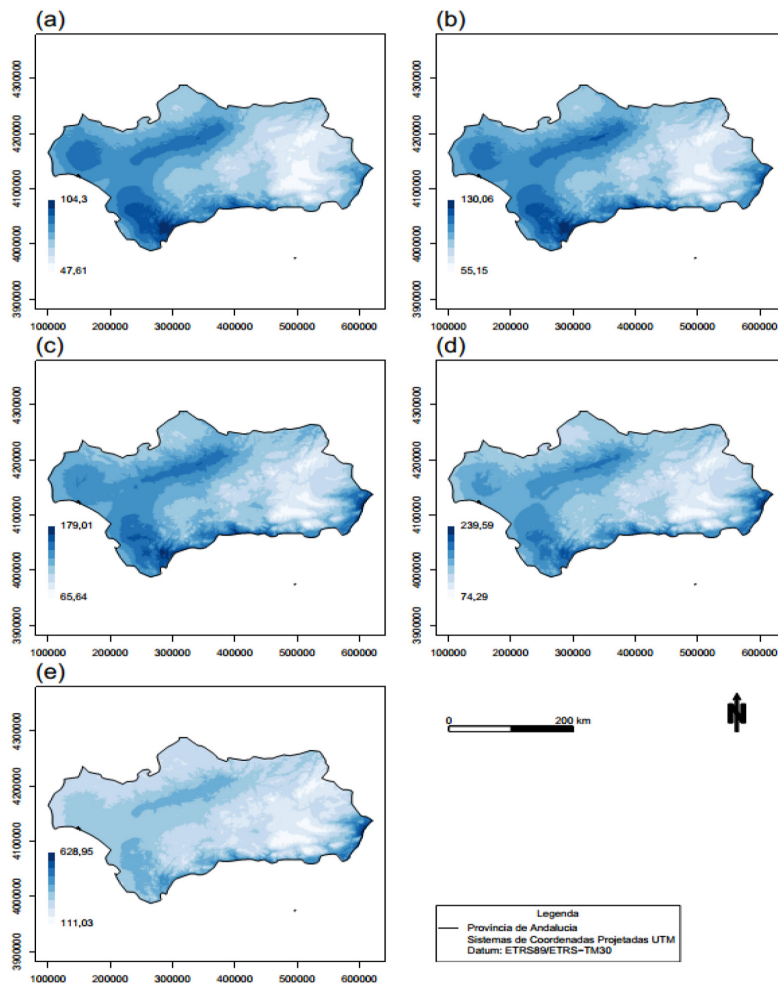 (a)
4300000
4200000
4100000
4000000
3900000
104,3
47,61
100000 200000 300000 400000 500000 600000
(b)
4300000
4200000
4100000
4000000
3900000
130,06
55,15
100000 200000 300000 400000 500000 600000
(c)
4300000
4200000
4100000
4000000
3900000
179,01
65,64
100000 200000 300000 400000 500000 600000
(d)
4300000
4200000
4100000
4000000
3900000
239,59
74,29
100000 200000 300000 400000 500000 600000
(e)
4300000
4200000
4100000
4000000
3900000
628,95
111,03
100000 200000 300000 400000 500000 600000
0 200 km
N
Legenda
Província de Andalucia
Sistemas de Coordenadas Projetadas UTM
Datum: ETRS89/ETRS-TM30